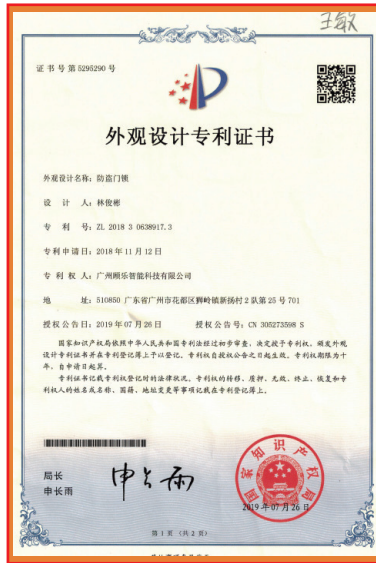 王敏
证书号第5295290号
外观设计专利证书
外观设计名称：防盗门锁
设 计 人：林俊彬
专 利 号：ZL 2018 3 0638917.3
专利申请日：2018年11月12日
专 利 权 人：广州顾乐智能科技有限公司
地 址：510850 广东省广州市花都区狮岭镇新扬村2队第25号701
授权公告日：2019年07月26日 授权公告号：CN 305273598 S
国家知识产权局依照中华人民共和国专利法经过初步审查，决定授予专利权，颁发外观
设计专利证书并在专利登记簿上予以登记。专利权自授权公告之日起生效。专利权期限为十
年，自申请日起算。
专利证书记载专利权登记时的法律状况。专利权的转移、质押、无效、终止、恢复和专
利权人的姓名或名称、国籍、地址变更等事项记载在专利登记簿上。
局长
申长雨
申长雨
国家知识产权局
2019年07月26日
第 1 页 (共 2 页)